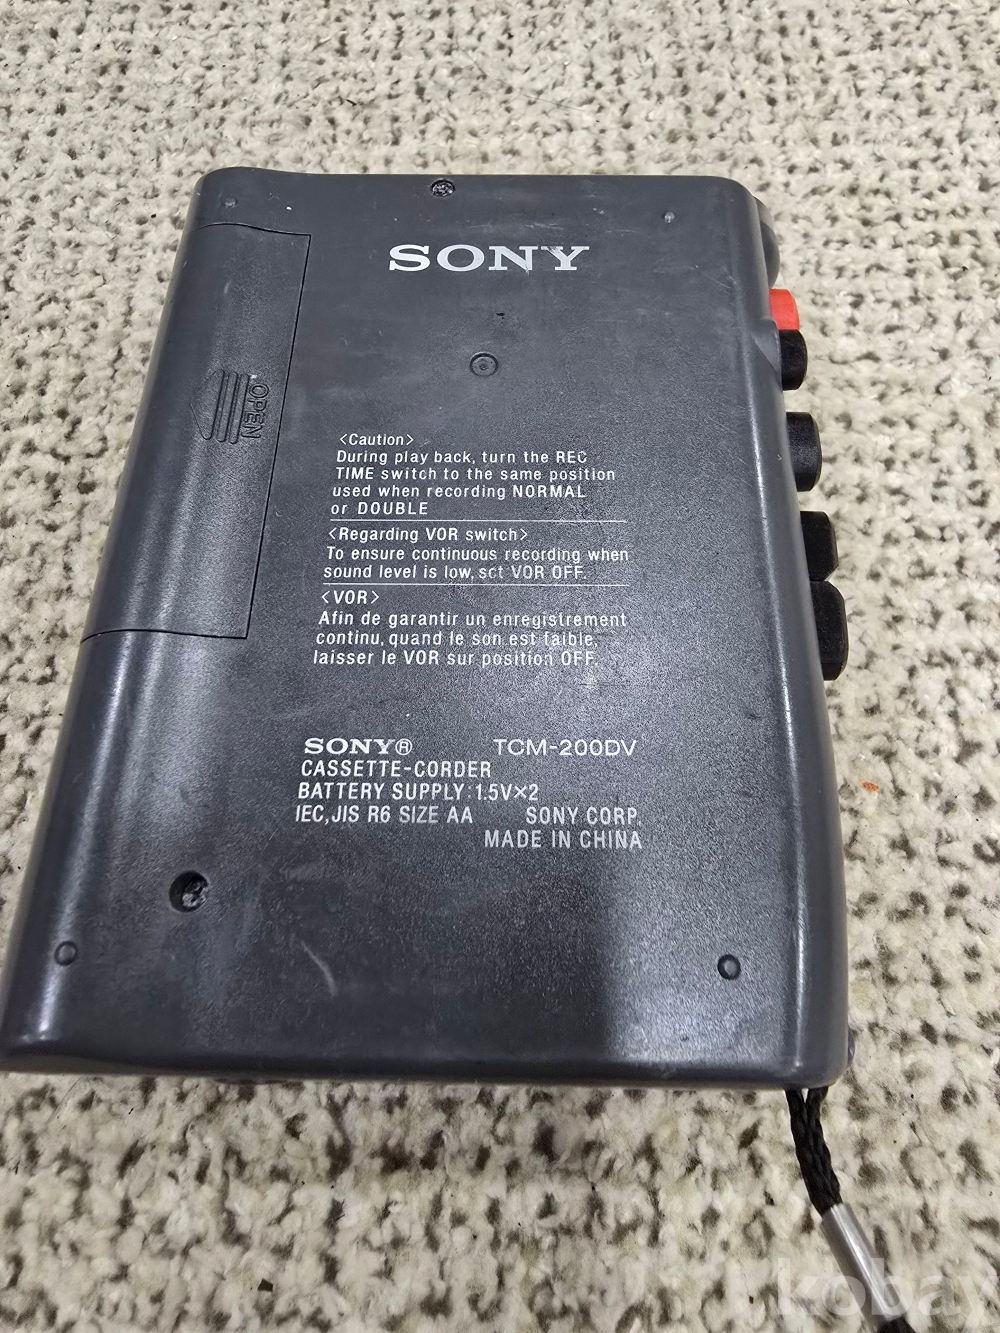 SONY
OPEN
<Caution>
During play back, turn the REC
TIME switch to the same position
used when recording NORMAL
or DOUBLE
<Regarding VOR switch>
To ensure continuous recording when
sound level is low, set VOR OFF.
<VOR>
Afin de garantir un enregistrement
continu, quand le son est faible,
laisser le VOR sur position OFF.
SONY® TCM-200DV
CASSETTE-CORDER
BATTERY SUPPLY: 1.5V×2
IEC, JIS R6 SIZE AA SONY CORP.
MADE IN CHINA
kobay